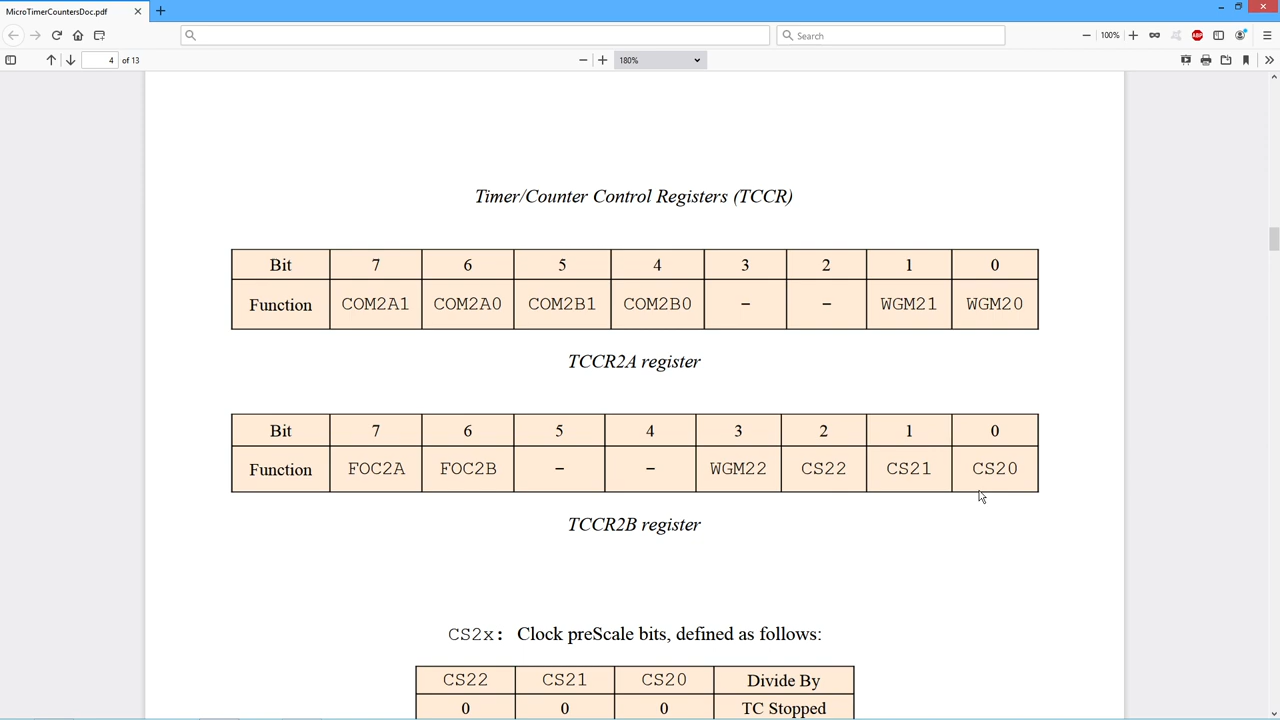 MicroTimerCountersDoc.pdf
Search
100%
4 of 13
180%
Timer/Counter Control Registers (TCCR)
Bit 7 6 5 4 3 2 1 0
Function COM2A1 COM2A0 COM2B1 COM2B0 – – WGM21 WGM20
TCCR2A register
Bit 7 6 5 4 3 2 1 0
Function FOC2A FOC2B – – WGM22 CS22 CS21 CS20
TCCR2B register
CS2x: Clock preScale bits, defined as follows:
CS22 CS21 CS20 Divide By
0 0 0 TC Stopped